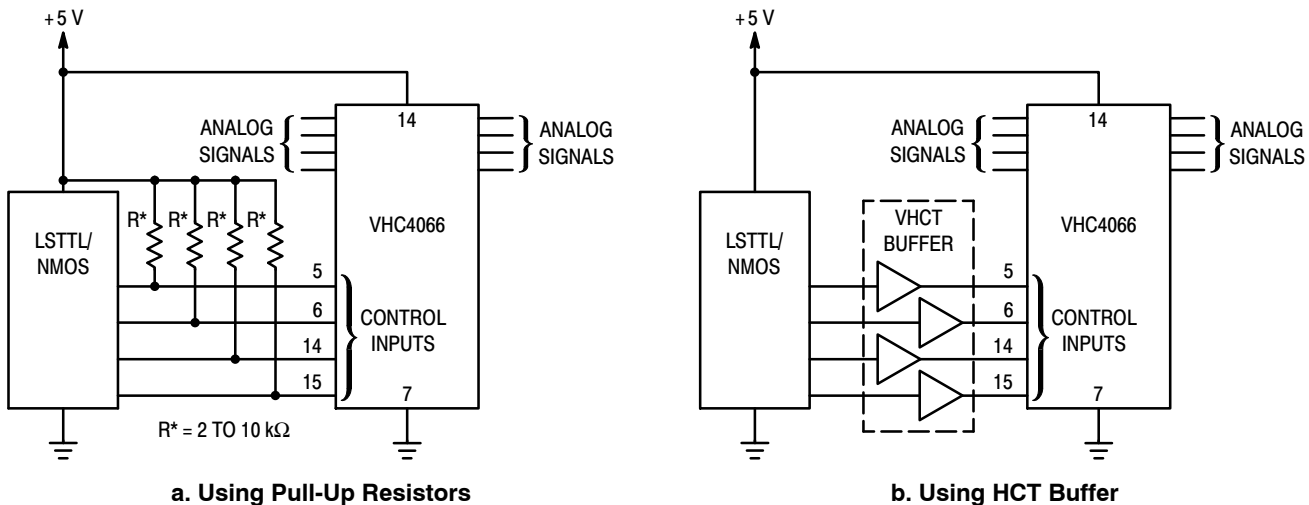 +5 V
14
ANALOG
SIGNALS
ANALOG
SIGNALS
R* R* R* R*
LSTTL/
NMOS
VHC4066
5
6
14
15
CONTROL
INPUTS
7
R* = 2 TO 10 kΩ
a. Using Pull-Up Resistors
+5 V
14
ANALOG
SIGNALS
ANALOG
SIGNALS
LSTTL/
NMOS
VHCT
BUFFER
VHC4066
5
6
14
15
CONTROL
INPUTS
7
b. Using HCT Buffer